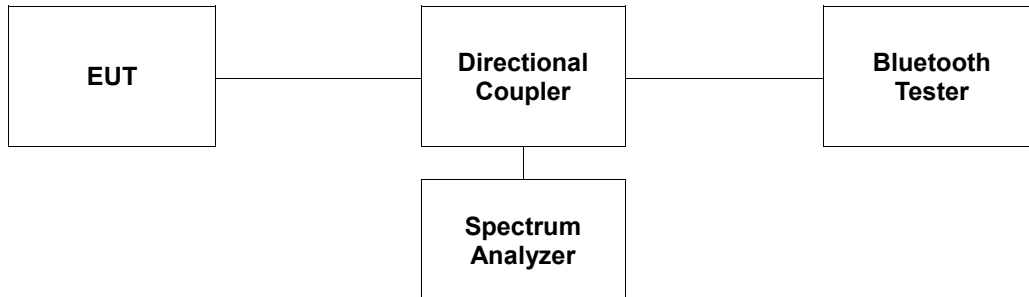 EUT
Directional
Coupler
Bluetooth
Tester
Spectrum
Analyzer